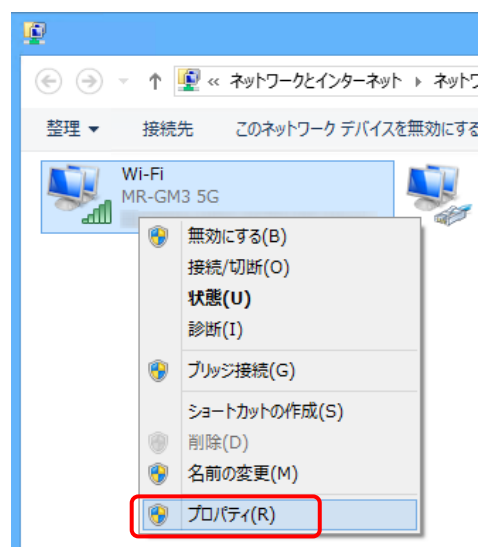 « ネットワークとインターネット ▸ ネットワ
整理 ▼ 接続先 このネットワーク デバイスを無効にする
Wi-Fi
MR-GM3 5G
無効にする(B)
接続/切断(O)
状態(U)
診断(I)
ブリッジ接続(G)
ショートカットの作成(S)
削除(D)
名前の変更(M)
プロパティ(R)